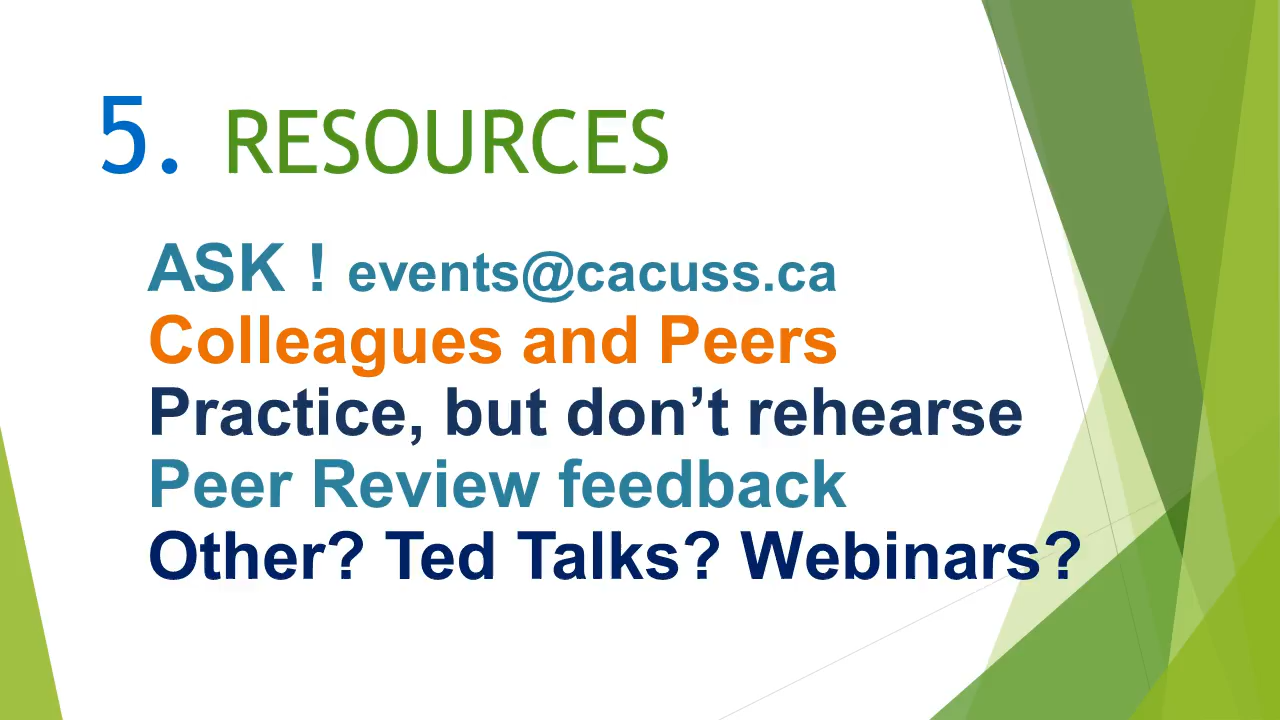 5. RESOURCES
ASK ! events@cacuss.ca
Colleagues and Peers
Practice, but don’t rehearse
Peer Review feedback
Other? Ted Talks? Webinars?